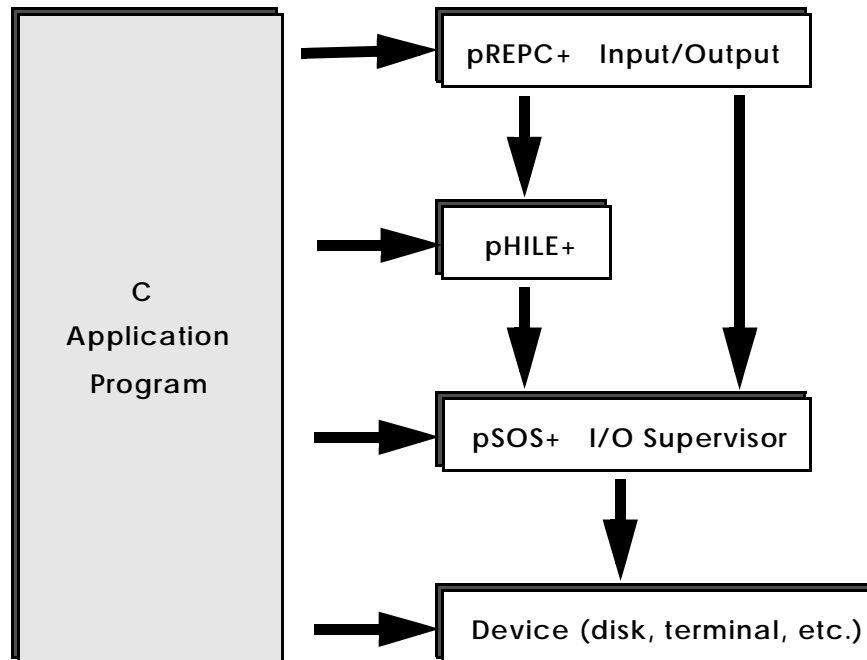 C
Application
Program
pREPC+ Input/Output
pHILE+
pSOS+ I/O Supervisor
Device (disk, terminal, etc.)